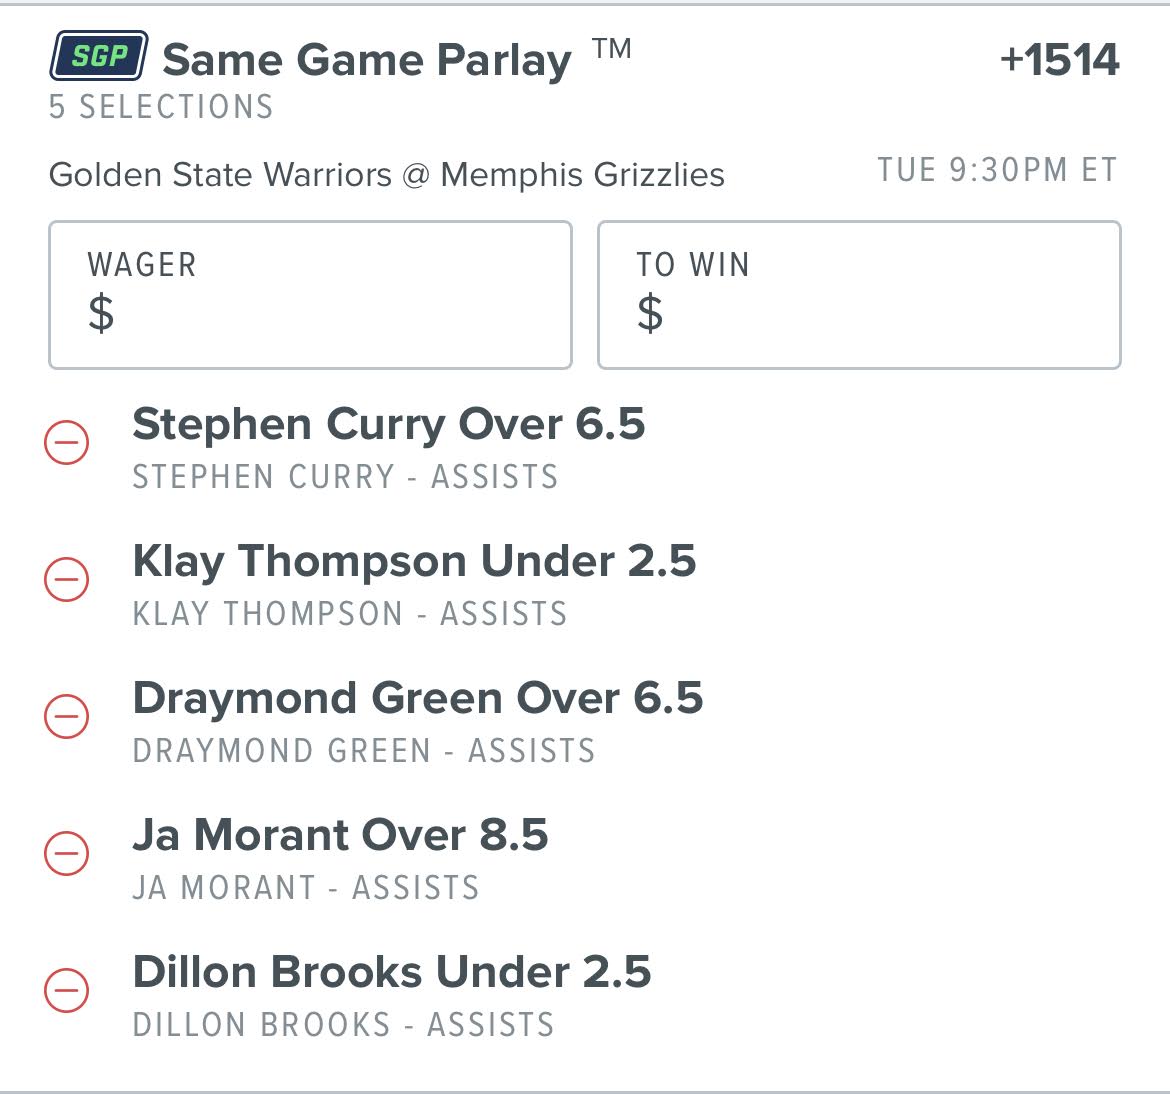 SGP Same Game Parlay ™ +1514
5 SELECTIONS
Golden State Warriors @ Memphis Grizzlies TUE 9:30PM ET
WAGER TO WIN
$ $
Stephen Curry Over 6.5
STEPHEN CURRY - ASSISTS
Klay Thompson Under 2.5
KLAY THOMPSON - ASSISTS
Draymond Green Over 6.5
DRAYMOND GREEN - ASSISTS
Ja Morant Over 8.5
JA MORANT - ASSISTS
Dillon Brooks Under 2.5
DILLON BROOKS - ASSISTS